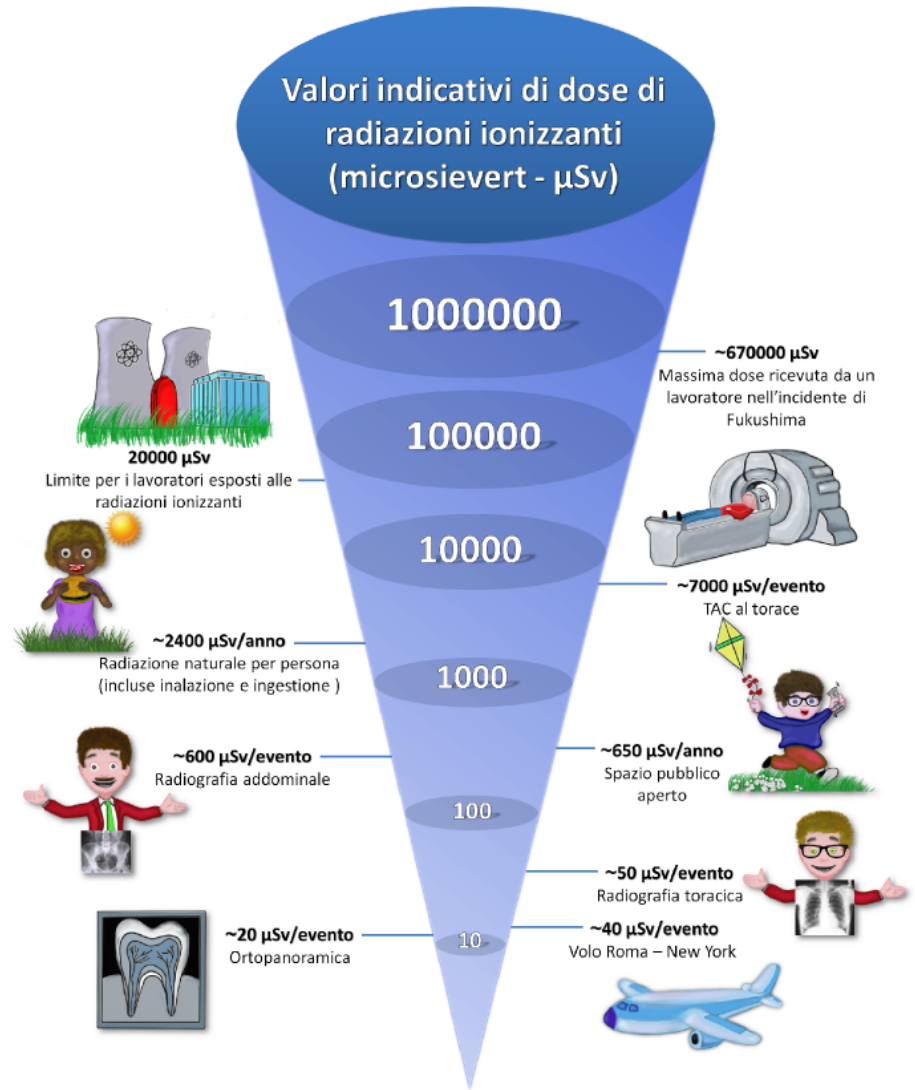 Valori indicativi di dose di
radiazioni ionizzanti
(microsievert - µSv)
1000000
~670000 µSv
Massima dose ricevuta da un
lavoratore nell'incidente di
Fukushima
100000
20000 µSv
Limite per i lavoratori esposti alle
radiazioni ionizzanti
10000
~7000 µSv/evento
TAC al torace
~2400 µSv/anno
Radiazione naturale per persona
(incluse inalazione e ingestione )
1000
~650 µSv/anno
Spazio pubblico
aperto
~600 µSv/evento
Radiografia addominale
100
~50 µSv/evento
Radiografia toracica
~40 µSv/evento
Volo Roma – New York
~20 µSv/evento
Ortopanoramica
10